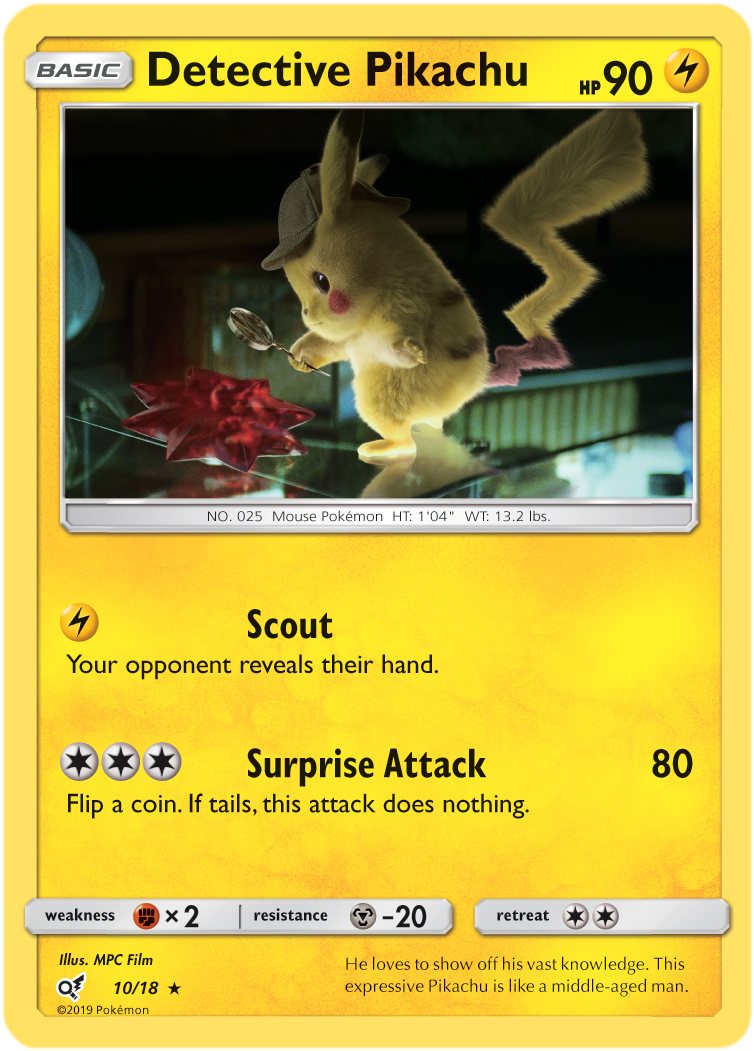 BASIC Detective Pikachu HP 90
NO. 025 Mouse Pokémon HT: 1'04" WT: 13.2 lbs.
Scout
Your opponent reveals their hand.
Surprise Attack 80
Flip a coin. If tails, this attack does nothing.
weakness ×2 resistance –20 retreat
Illus. MPC Film
10/18 ★
©2019 Pokémon
He loves to show off his vast knowledge. This
expressive Pikachu is like a middle-aged man.